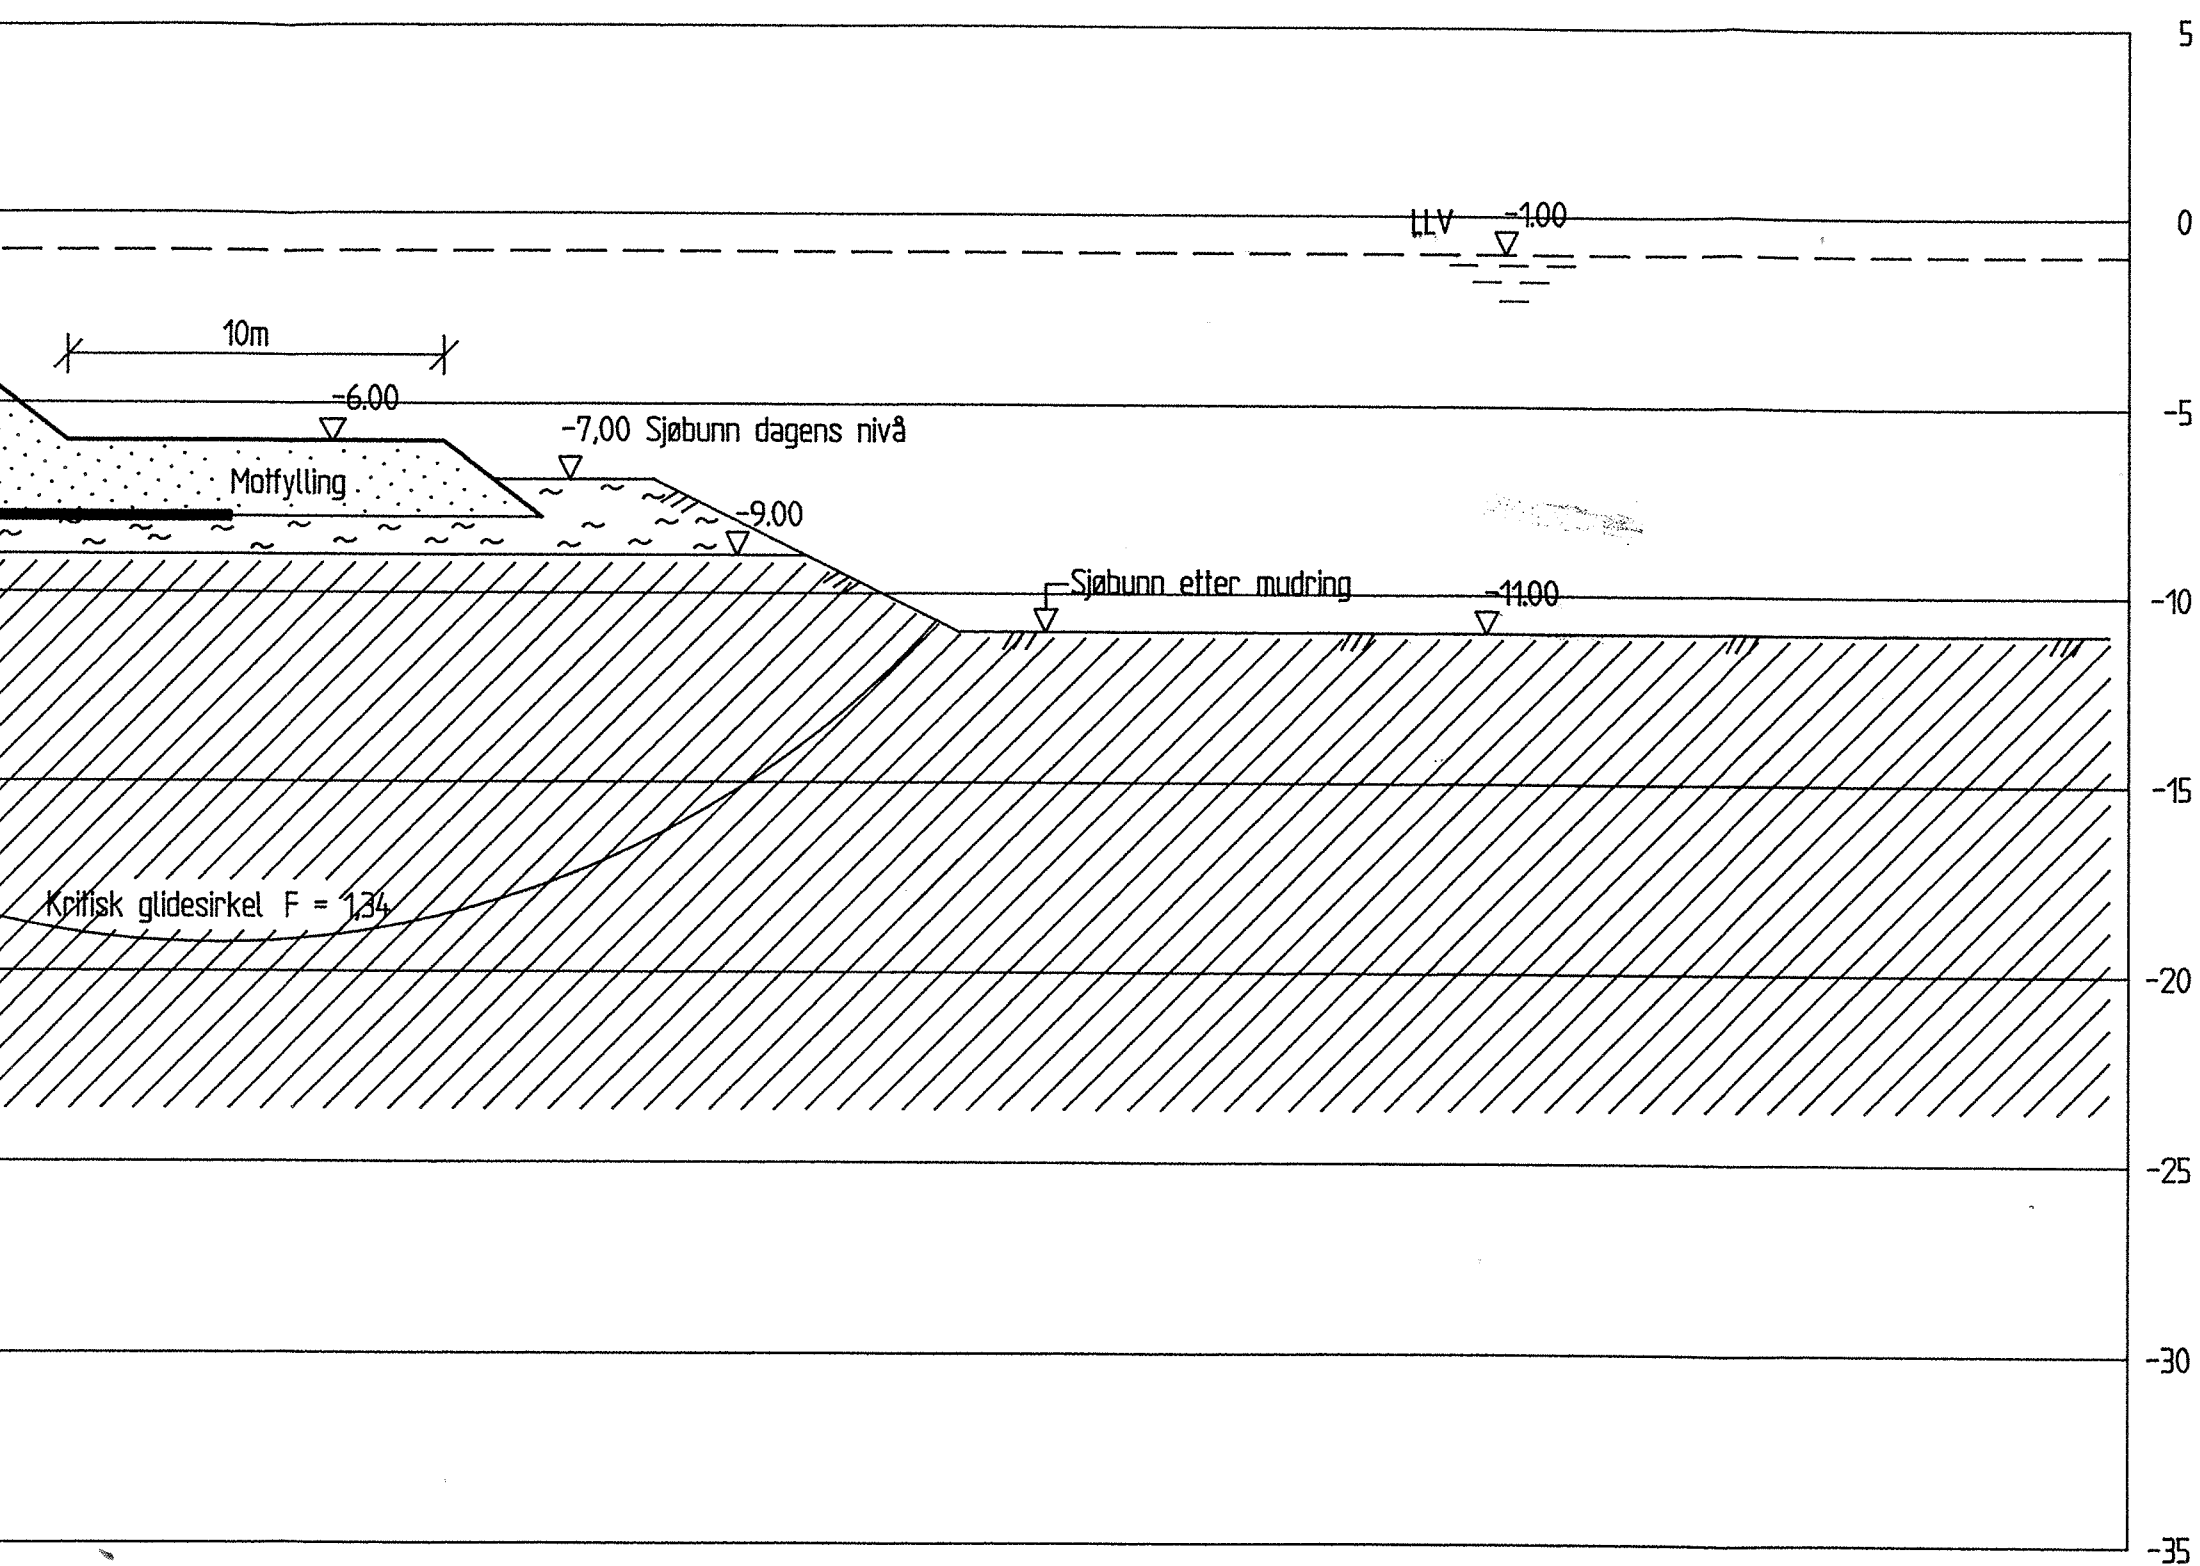 5
LLV -1.00
0
10m
-6.00
-5
-7,00 Sjøbunn dagens nivå
Motfylling
-9.00
Sjøbunn etter mudring
-11.00
-10
-15
Kritisk glidesirkel F = 1,34
-20
-25
-30
-35